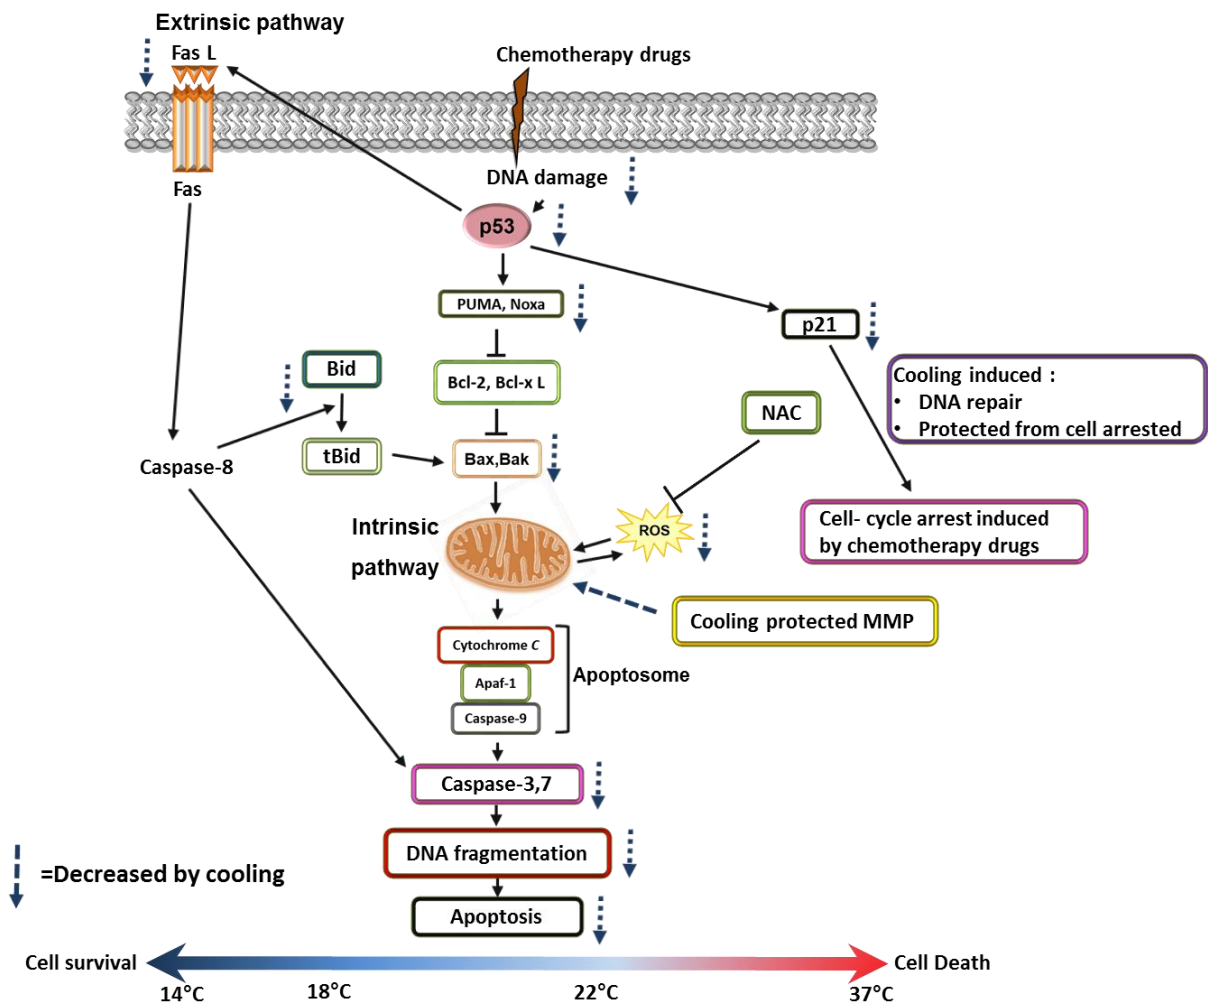 Extrinsic pathway
Fas L
Chemotherapy drugs
DNA damage
Fas
p53
PUMA, Noxa
p21
Bid
Bcl-2, Bcl-x L
Cooling induced :
• DNA repair
• Protected from cell arrested
NAC
Caspase-8
tBid
Bax,Bak
Intrinsic
pathway
ROS
Cell- cycle arrest induced
by chemotherapy drugs
Cooling protected MMP
Cytochrome C
Apaf-1
Caspase-9
Apoptosome
Caspase-3,7
DNA fragmentation
=Decreased by cooling
Apoptosis
Cell survival
Cell Death
14°C
18°C
22°C
37°C